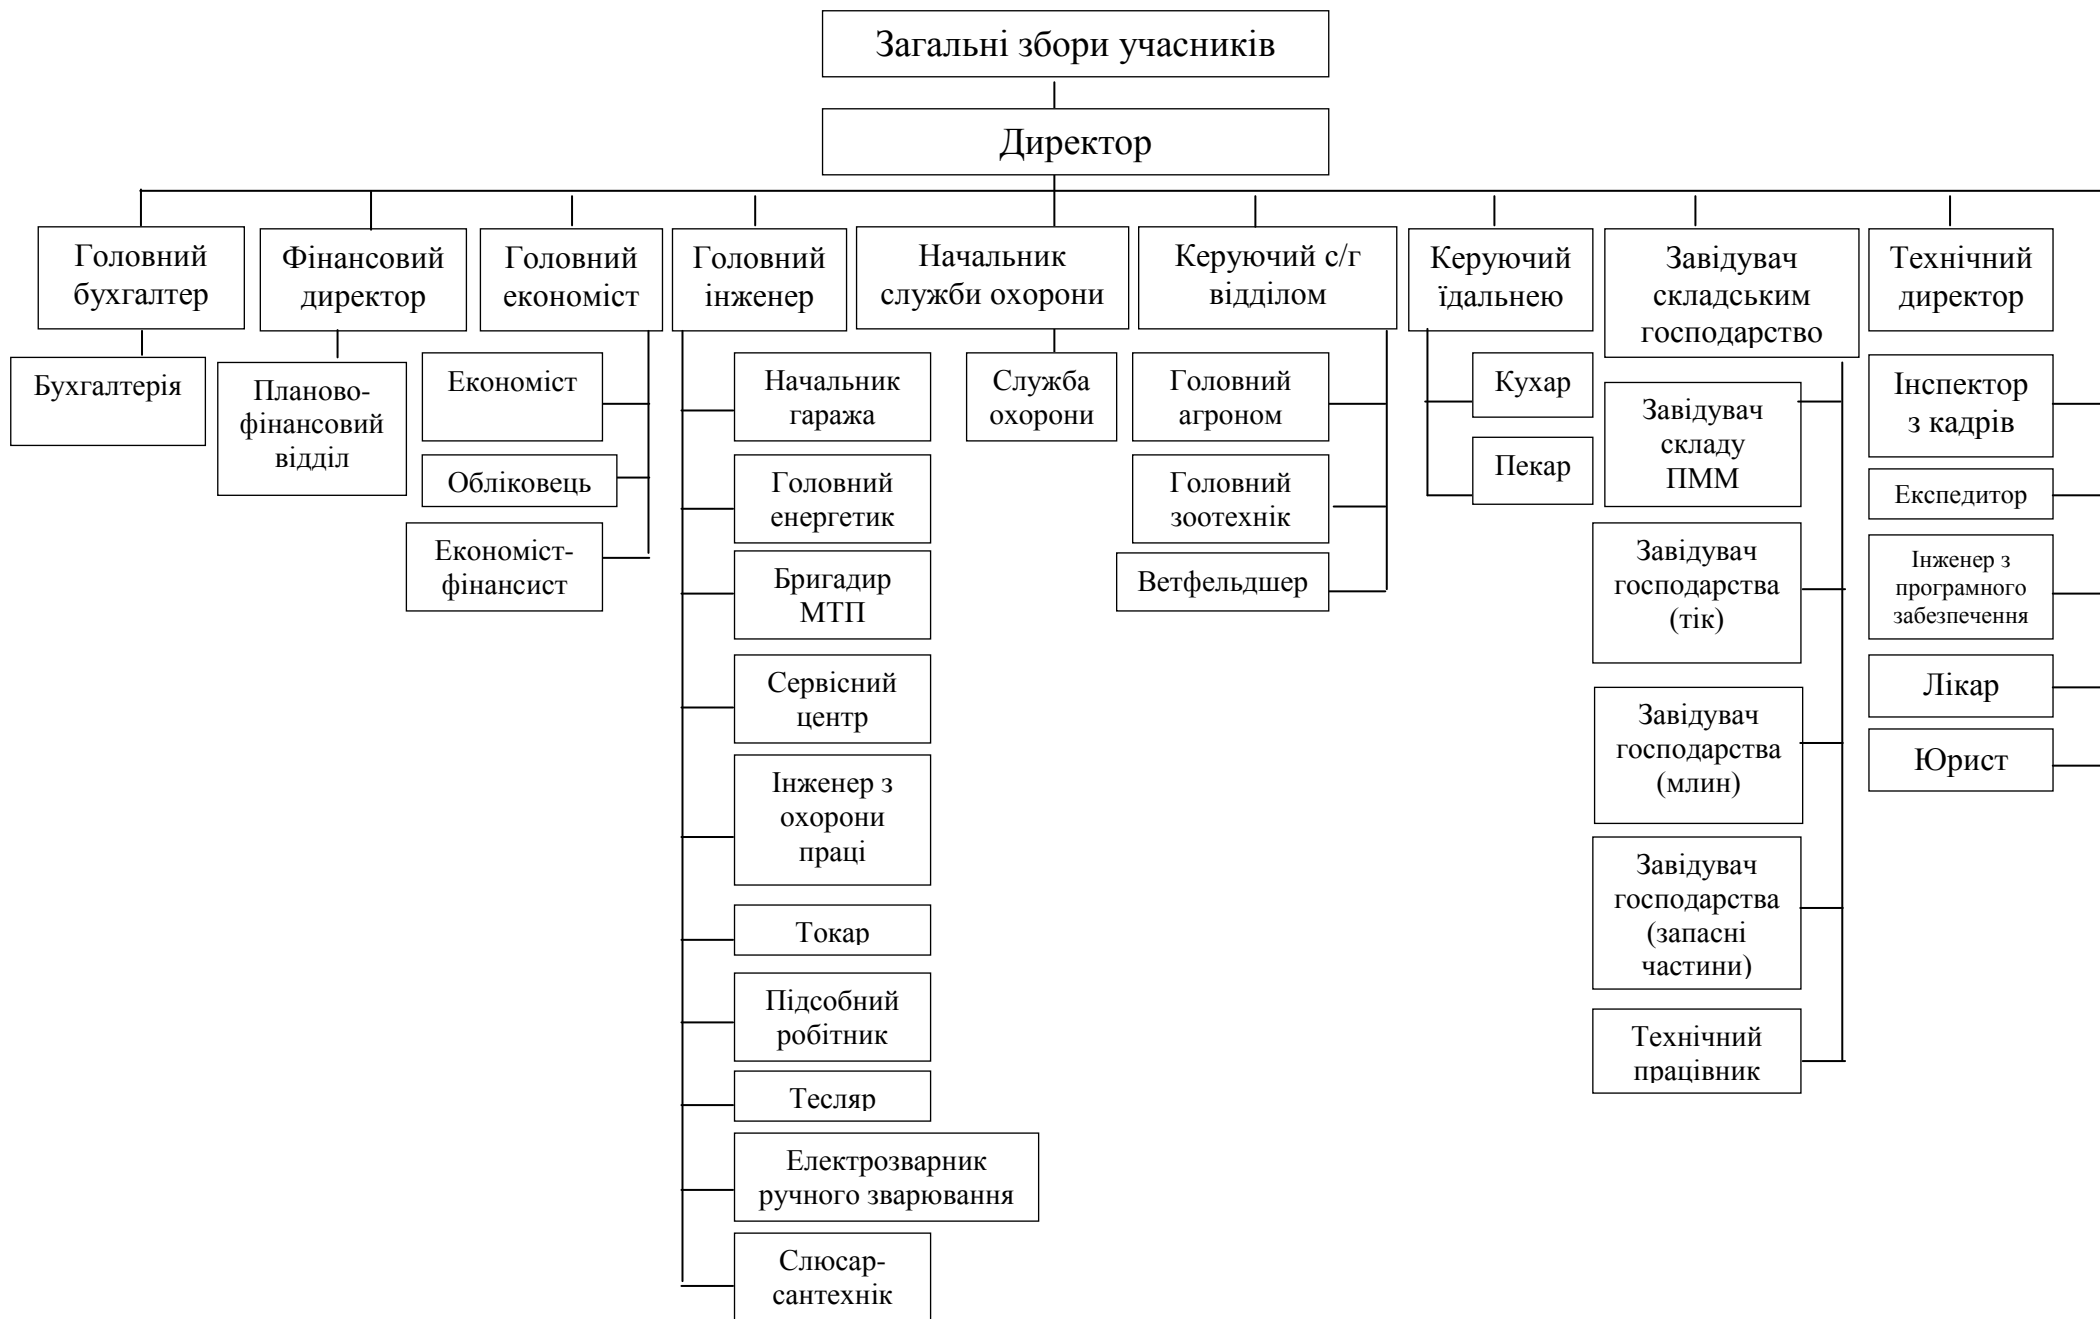 Загальні збори учасників
Директор
Головний
бухгалтер
Фінансовий
директор
Головний
економіст
Головний
інженер
Начальник
служби охорони
Керуючий с/г
відділом
Керуючий
їдальнею
Завідувач
складським
господарство
Технічний
директор
Бухгалтерія
Планово-
фінансовий
відділ
Економіст
Обліковець
Економіст-
фінансист
Начальник
гаража
Головний
енергетик
Бригадир
МТП
Сервісний
центр
Інженер з
охорони
праці
Токар
Підсобний
робітник
Тесляр
Електрозварник
ручного зварювання
Слюсар-
сантехнік
Служба
охорони
Головний
агроном
Головний
зоотехнік
Ветфельдшер
Кухар
Пекар
Завідувач
складу
ПММ
Завідувач
господарства
(тік)
Завідувач
господарства
(млин)
Завідувач
господарства
(запасні
частини)
Технічний
працівник
Інспектор
з кадрів
Експедитор
Інженер з
програмного
забезпечення
Лікар
Юрист